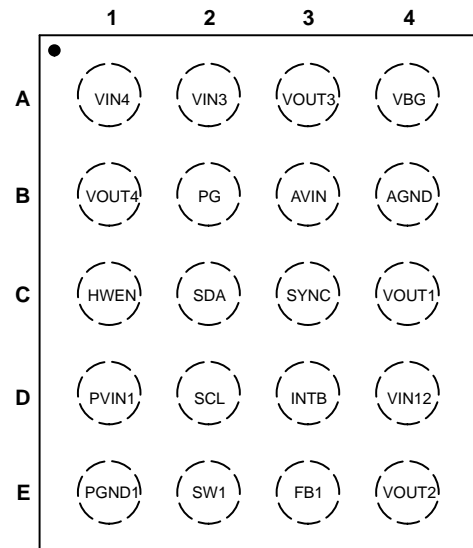 1 2 3 4
A VIN4 VIN3 VOUT3 VBG
B VOUT4 PG AVIN AGND
C HWEN SDA SYNC VOUT1
D PVIN1 SCL INTB VIN12
E PGND1 SW1 FB1 VOUT2